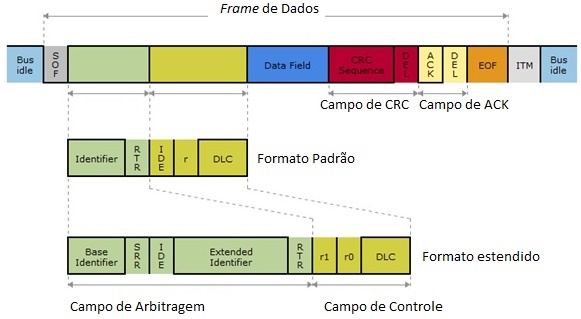 Frame de Dados
Bus idle
SOF
Data Field
CRC Sequence
DEL
ACK
DEL
EOF
ITM
Bus idle
Campo de CRC
Campo de ACK
Identifier
RTR
IDE
r
DLC
Formato Padrão
Base Identifier
SRR
IDE
Extended Identifier
RTR
r1
r0
DLC
Formato estendido
Campo de Arbitragem
Campo de Controle